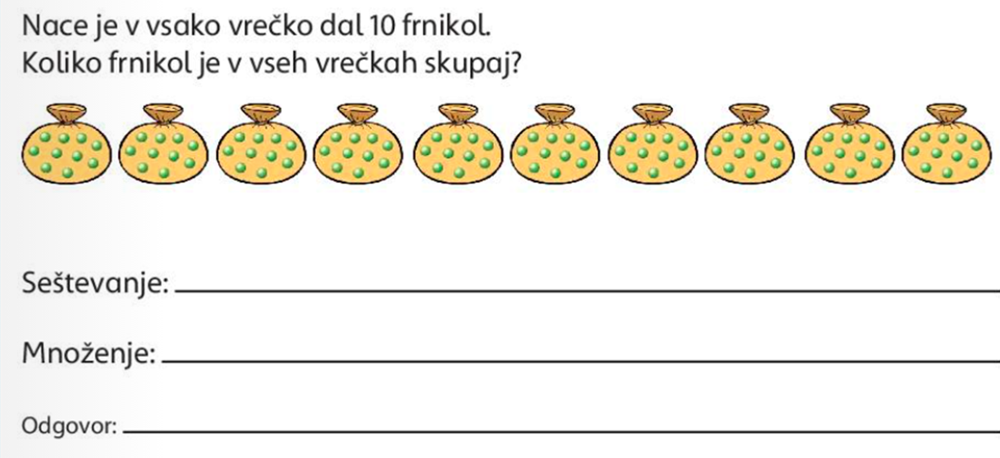 Nace je v vsako vrečko dal 10 frnikol.
Koliko frnikol je v vseh vrečkah skupaj?
Seštevanje:
Množenje:
Odgovor: